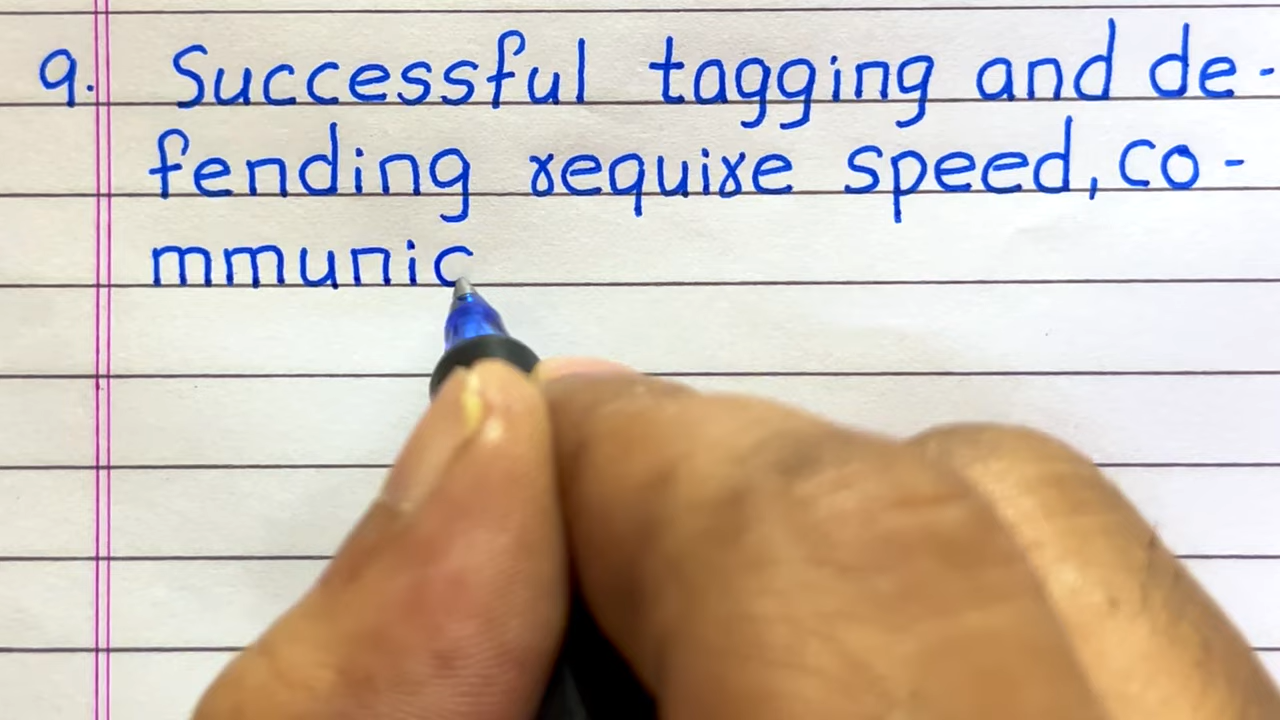 9. Successful tagging and de-
fending require speed, co-
mmunic